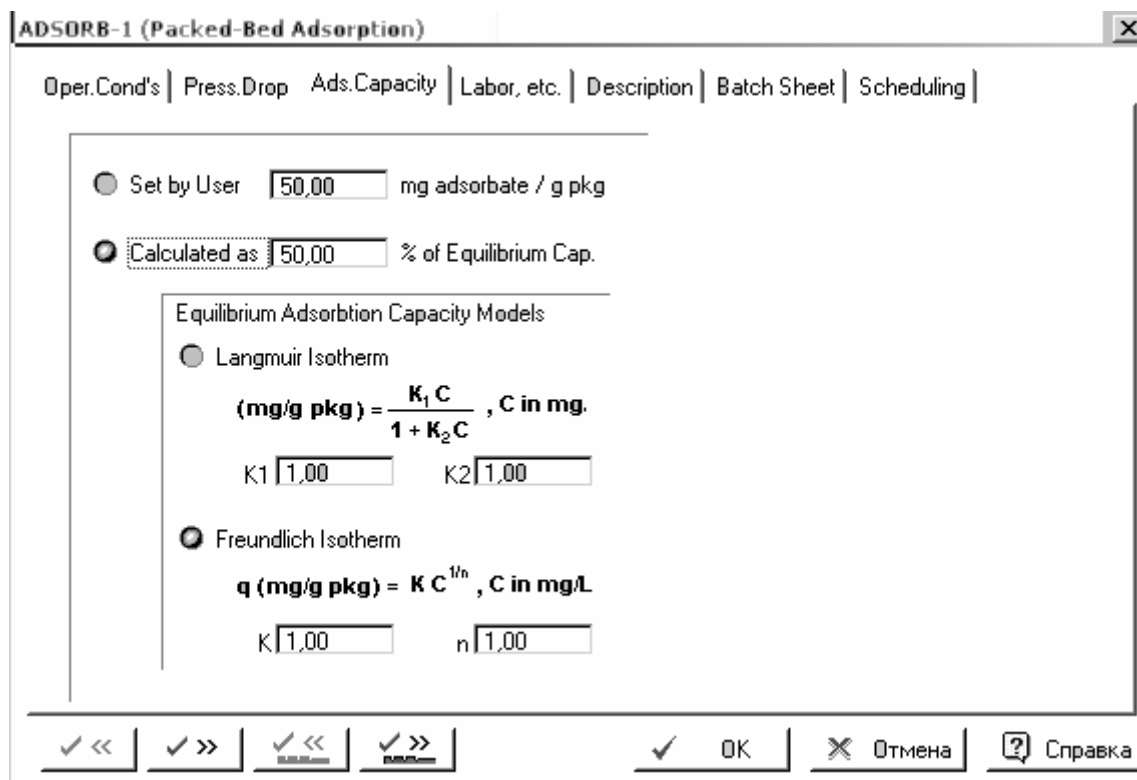 ADSORB-1 (Packed-Bed Adsorption)
Oper.Cond's Press.Drop Ads.Capacity Labor, etc. Description Batch Sheet Scheduling
Set by User 50,00 mg adsorbate / g pkg
Calculated as 50,00 % of Equilibrium Cap.
Equilibrium Adsorbtion Capacity Models
Langmuir Isotherm
(mg/g pkg) = K₁ C / 1 + K₂C , C in mg.
K1 1,00 K2 1,00
Freundlich Isotherm
q (mg/g pkg) = K C^1/n , C in mg/L
K 1,00 n 1,00
OK Отмена Справка